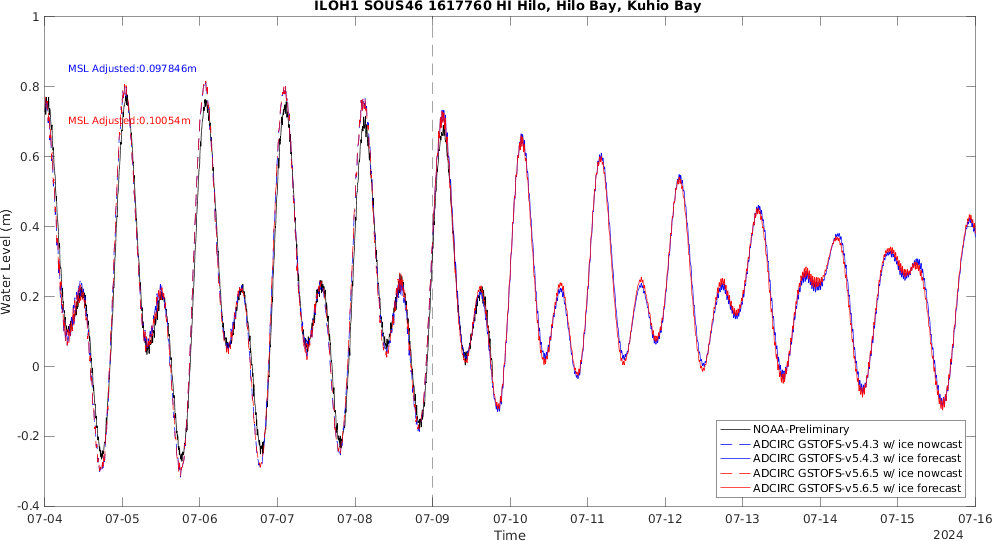 ILOH1 SOUS46 1617760 HI Hilo, Hilo Bay, Kuhio Bay
1
MSL Adjusted:0.097846m
0.8
MSL Adjusted:0.10054m
0.6
0.4
Water Level (m)
0.2
0
-0.2
-0.4
NOAA-Preliminary
ADCIRC GSTOFS-v5.4.3 w/ ice nowcast
ADCIRC GSTOFS-v5.4.3 w/ ice forecast
ADCIRC GSTOFS-v5.6.5 w/ ice nowcast
ADCIRC GSTOFS-v5.6.5 w/ ice forecast
07-04 07-05 07-06 07-07 07-08 07-09 07-10 07-11 07-12 07-13 07-14 07-15 07-16
Time
2024